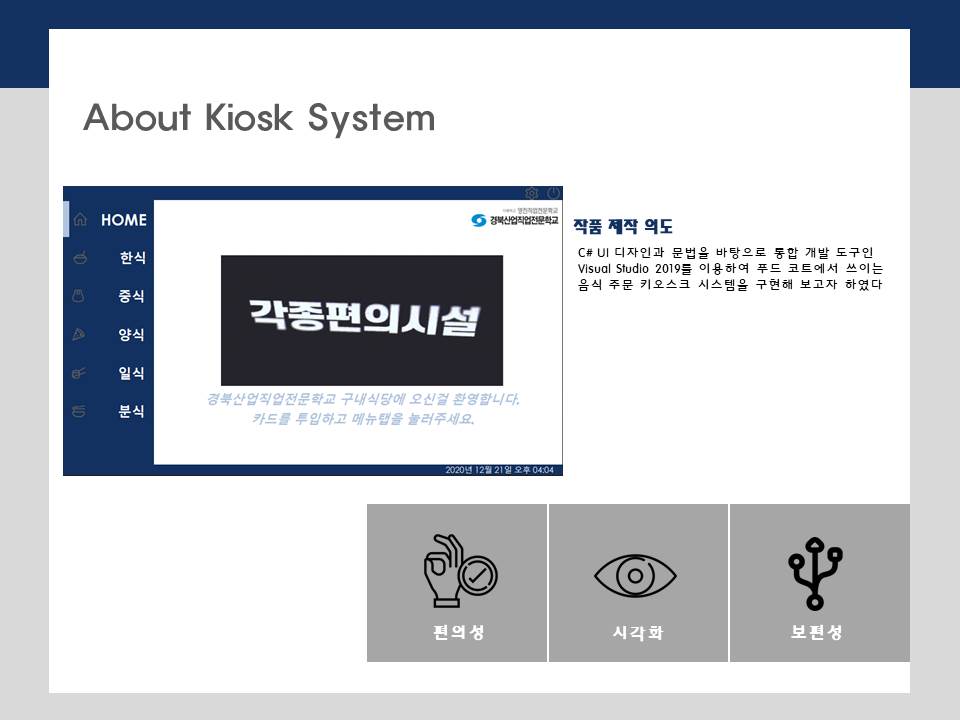 About Kiosk System
HOME
한식
중식
양식
일식
분식
영진직업전문학교
경북산업직업전문학교
각종편의시설
경북산업직업전문학교 구내식당에 오신걸 환영합니다.
카드를 투입하고 메뉴탭을 눌러주세요.
2020년 12월 21일 오후 04:04
작품 제작 의도
C# UI 디자인과 문법을 바탕으로 통합 개발 도구인
Visual Studio 2019를 이용하여 푸드 코트에서 쓰이는
음식 주문 키오스크 시스템을 구현해 보고자 하였다
편의성
시각화
보편성